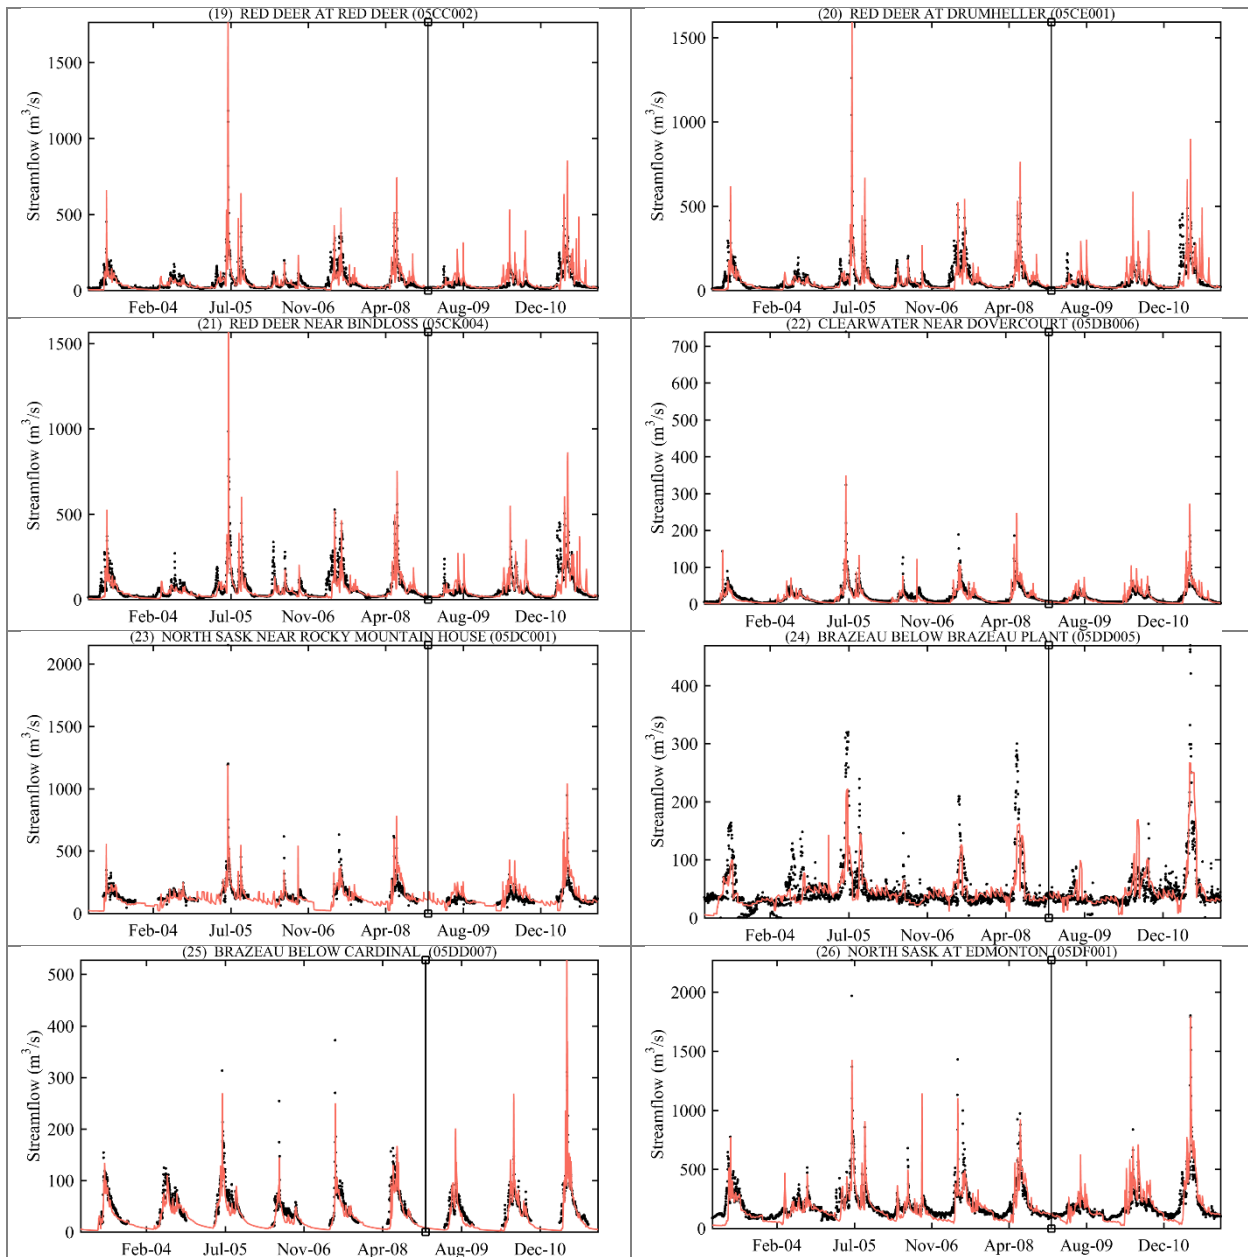 (19) RED DEER AT RED DEER (05CC002)
Streamflow (m³/s)
1500
1000
500
0
Feb-04 Jul-05 Nov-06 Apr-08 Aug-09 Dec-10
(20) RED DEER AT DRUMHELLER (05CE001)
Streamflow (m³/s)
1500
1000
500
0
Feb-04 Jul-05 Nov-06 Apr-08 Aug-09 Dec-10
(21) RED DEER NEAR BINDLOSS (05CK004)
Streamflow (m³/s)
1500
1000
500
0
Feb-04 Jul-05 Nov-06 Apr-08 Aug-09 Dec-10
(22) CLEARWATER NEAR DOVERCOURT (05DB006)
Streamflow (m³/s)
700
600
500
400
300
200
100
0
Feb-04 Jul-05 Nov-06 Apr-08 Aug-09 Dec-10
(23) NORTH SASK NEAR ROCKY MOUNTAIN HOUSE (05DC001)
Streamflow (m³/s)
2000
1500
1000
500
0
Feb-04 Jul-05 Nov-06 Apr-08 Aug-09 Dec-10
(24) BRAZEAU BELOW BRAZEAU PLANT (05DD005)
Streamflow (m³/s)
400
300
200
100
0
Feb-04 Jul-05 Nov-06 Apr-08 Aug-09 Dec-10
(25) BRAZEAU BELOW CARDINAL (05DD007)
Streamflow (m³/s)
500
400
300
200
100
0
Feb-04 Jul-05 Nov-06 Apr-08 Aug-09 Dec-10
(26) NORTH SASK AT EDMONTON (05DF001)
Streamflow (m³/s)
2000
1500
1000
500
0
Feb-04 Jul-05 Nov-06 Apr-08 Aug-09 Dec-10